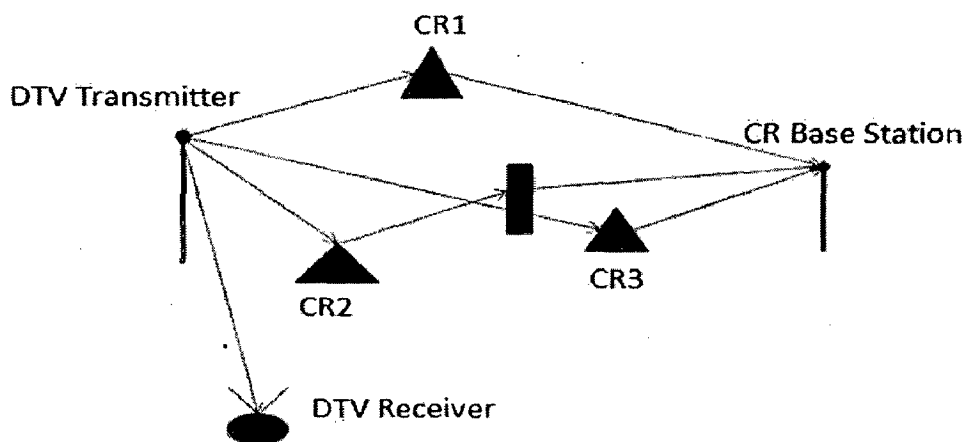 CR1
DTV Transmitter
CR Base Station
CR3
CR2
DTV Receiver